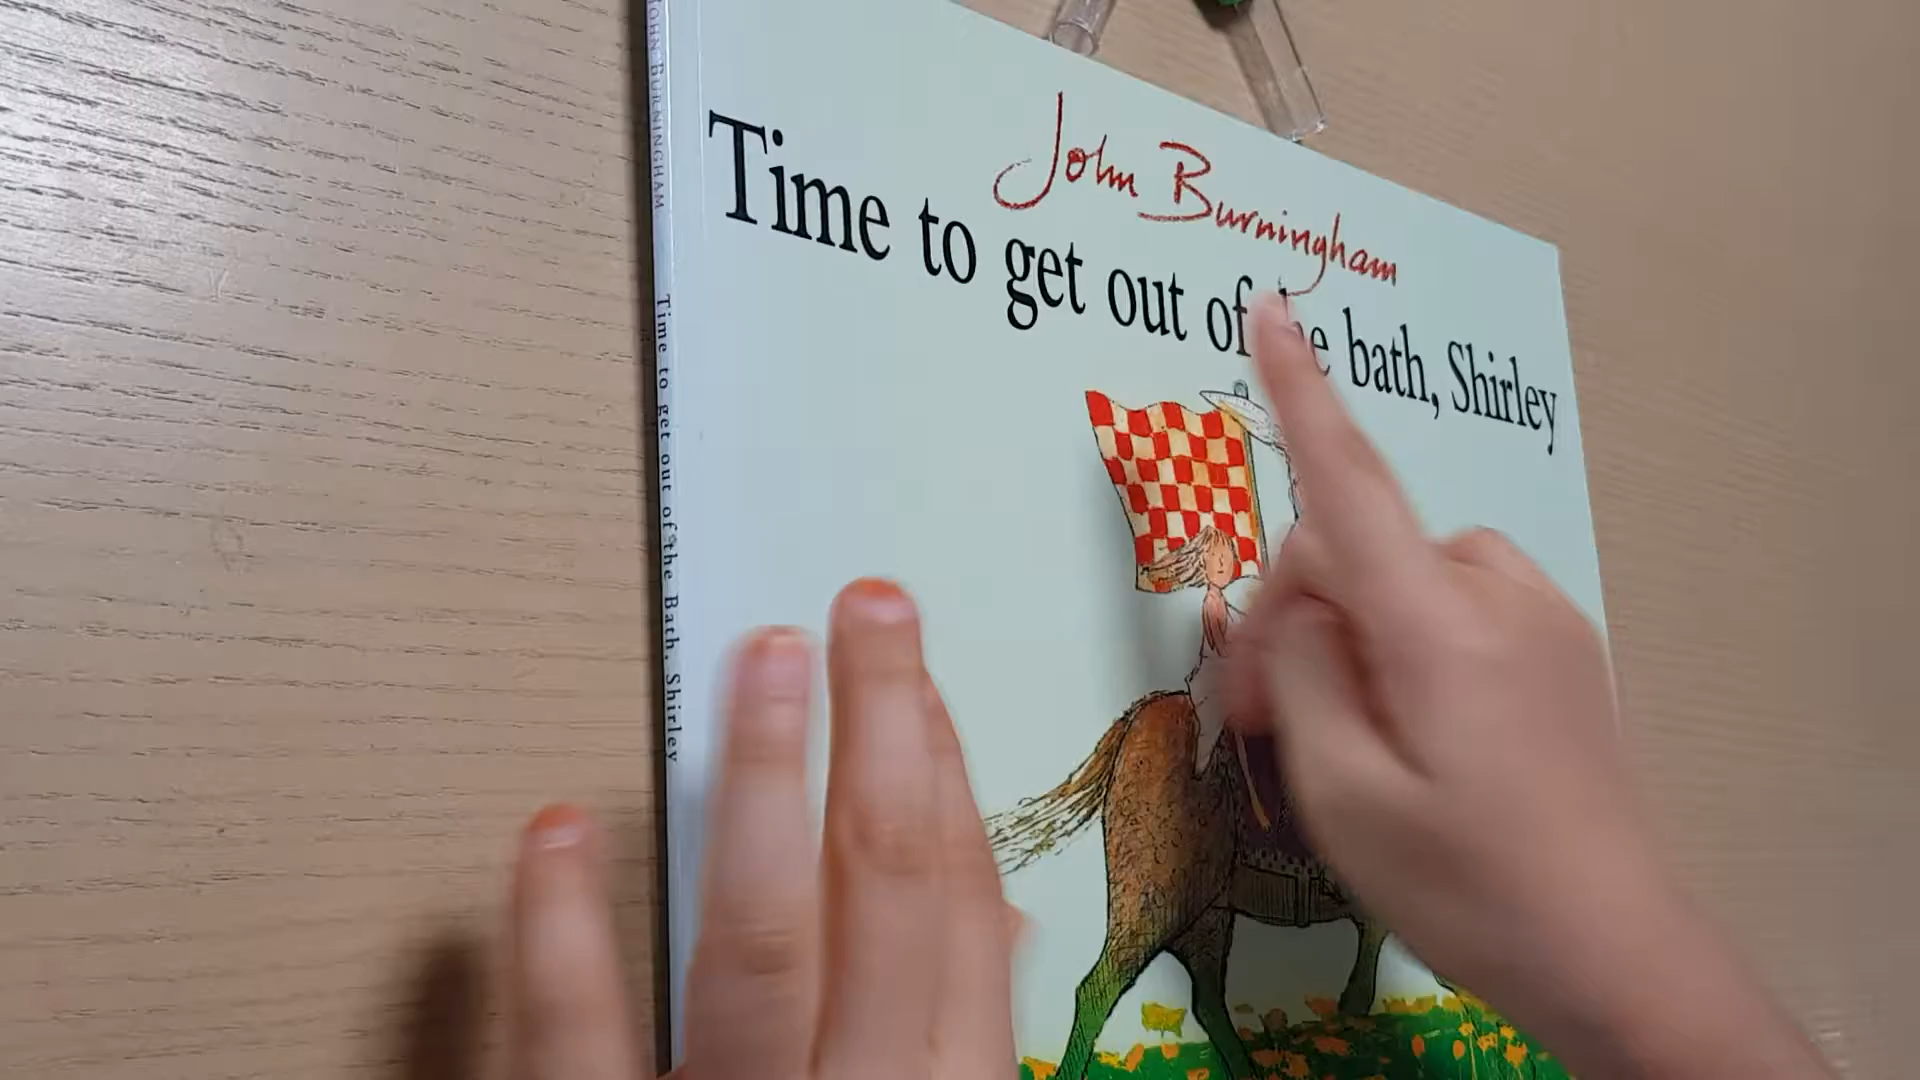 John Burningham
Time to get out of the bath, Shirley
JOHN BURNINGHAM Time to get out of the Bath, Shirley